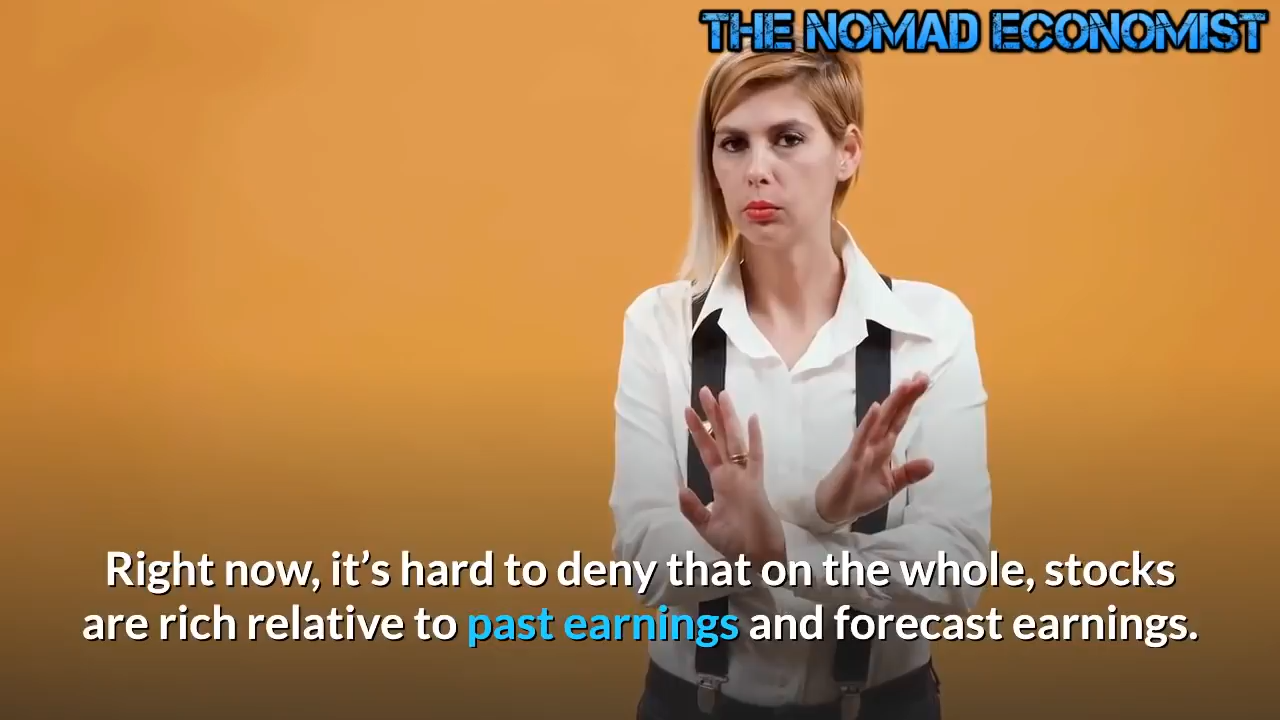 THE NOMAD ECONOMIST
Right now, it's hard to deny that on the whole, stocks
are rich relative to past earnings and forecast earnings.